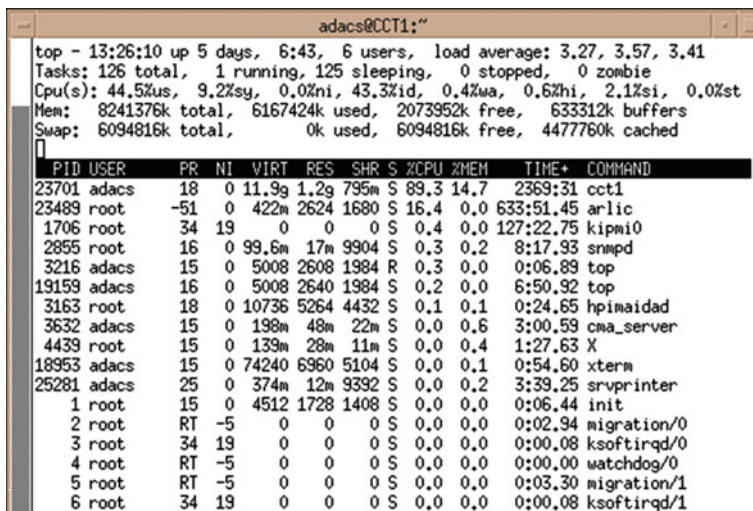 adacs@CCT1:~
top - 13:26:10 up 5 days,  6:43,  6 users,  load average: 3.27, 3.57, 3.41
Tasks: 126 total,   1 running, 125 sleeping,   0 stopped,   0 zombie
Cpu(s): 44.5%us,  9.2%sy,  0.0%ni, 43.3%id,  0.4%wa,  0.6%hi,  2.1%si,  0.0%st
Mem:   8241376k total,  6167424k used,  2073952k free,   633312k buffers
Swap:  6094816k total,        0k used,  6094816k free,  4477760k cached
PID USER      PR  NI  VIRT  RES  SHR S %CPU %MEM    TIME+  COMMAND
23701 adacs     18   0 11.9g 1.2g 795m S 89.3 14.7   2369:31 cct1
23489 root     -51   0  422m 2624 1680 S 16.4  0.0 633:51.45 arlic
1706 root      34  19     0    0    0 S  0.4  0.0 127:22.75 kipmi0
2855 root      16   0 99.6m  17m 9904 S  0.3  0.2   8:17.93 snmpd
3216 adacs     15   0  5008 2608 1984 R  0.3  0.0   0:06.89 top
19159 adacs     16   0  5008 2640 1984 S  0.2  0.0   6:50.92 top
3163 root      18   0 10736 5264 4432 S  0.1  0.1   0:24.65 hpimaidad
3632 adacs     15   0  198m  48m  22m S  0.0  0.6   3:00.59 cma_server
4439 root      15   0  139m  28m  11m S  0.0  0.4   1:27.63 X
18953 adacs     15   0 74240 6960 5104 S  0.0  0.1   0:54.60 xterm
25281 adacs     25   0  374m  12m 9392 S  0.0  0.2   3:39.25 srvprinter
1 root      15   0  4512 1728 1408 S  0.0  0.0   0:06.44 init
2 root      RT  -5     0    0    0 S  0.0  0.0   0:02.94 migration/0
3 root      34  19     0    0    0 S  0.0  0.0   0:00.08 ksoftirqd/0
4 root      RT  -5     0    0    0 S  0.0  0.0   0:00.00 watchdog/0
5 root      RT  -5     0    0    0 S  0.0  0.0   0:03.30 migration/1
6 root      34  19     0    0    0 S  0.0  0.0   0:00.08 ksoftirqd/1